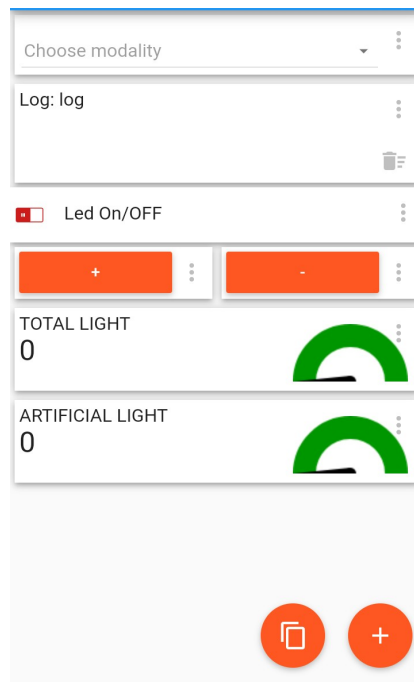 Choose modality
Log: log
Led On/OFF
+
-
TOTAL LIGHT
0
ARTIFICIAL LIGHT
0
+